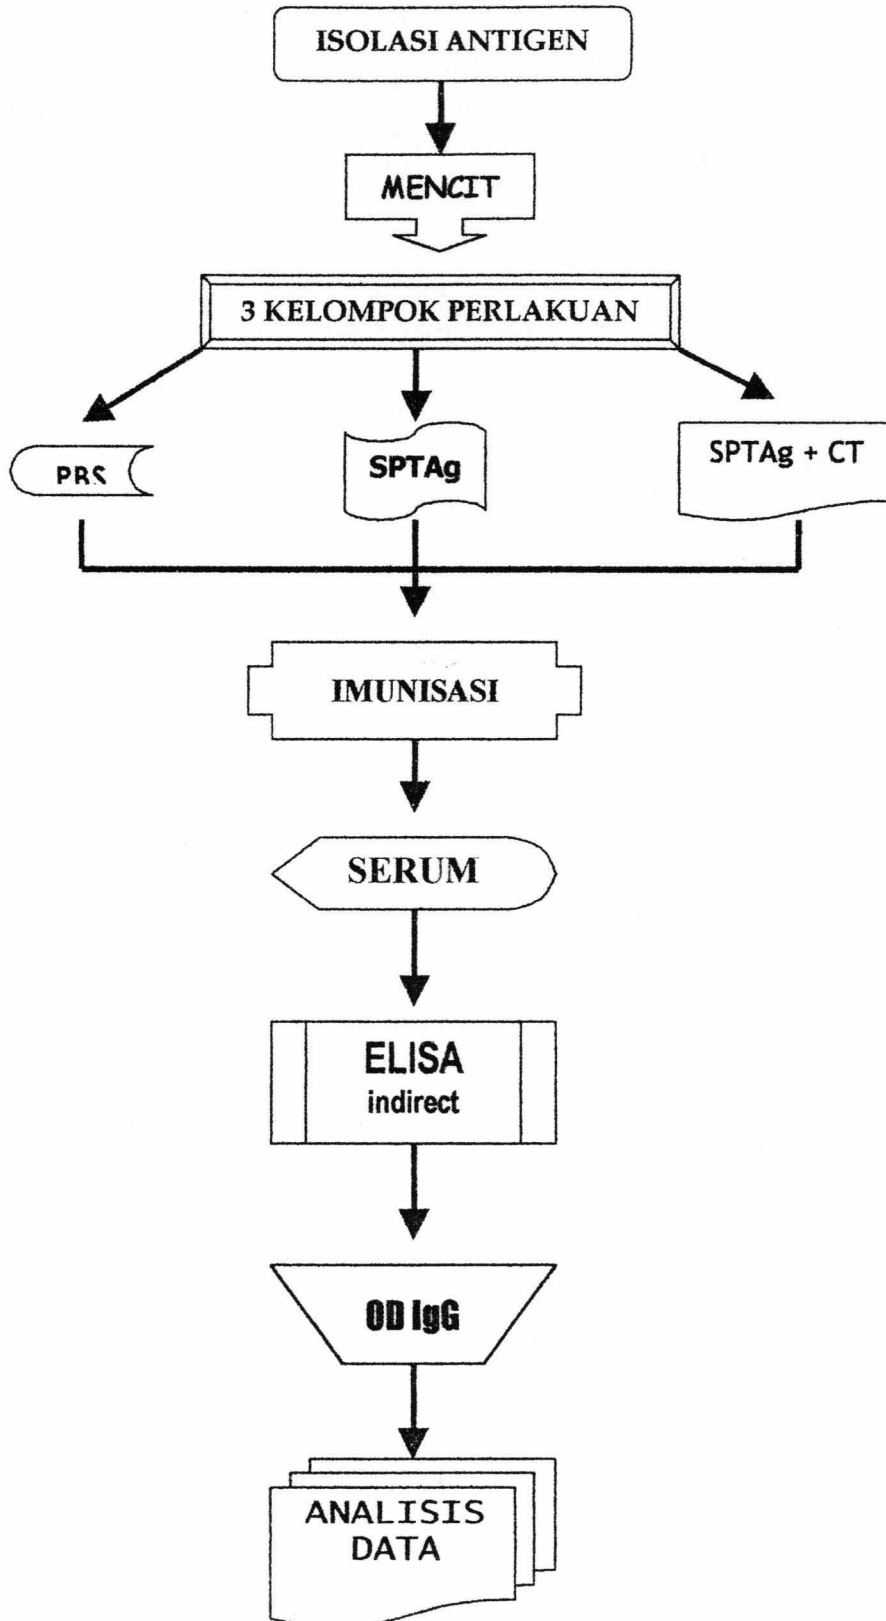 ISOLASI ANTIGEN
MENCIT
3 KELOMPOK PERLAKUAN
PBS
SPTAg
SPTAg + CT
IMUNISASI
SERUM
ELISA
indirect
OD IgG
ANALISIS
DATA